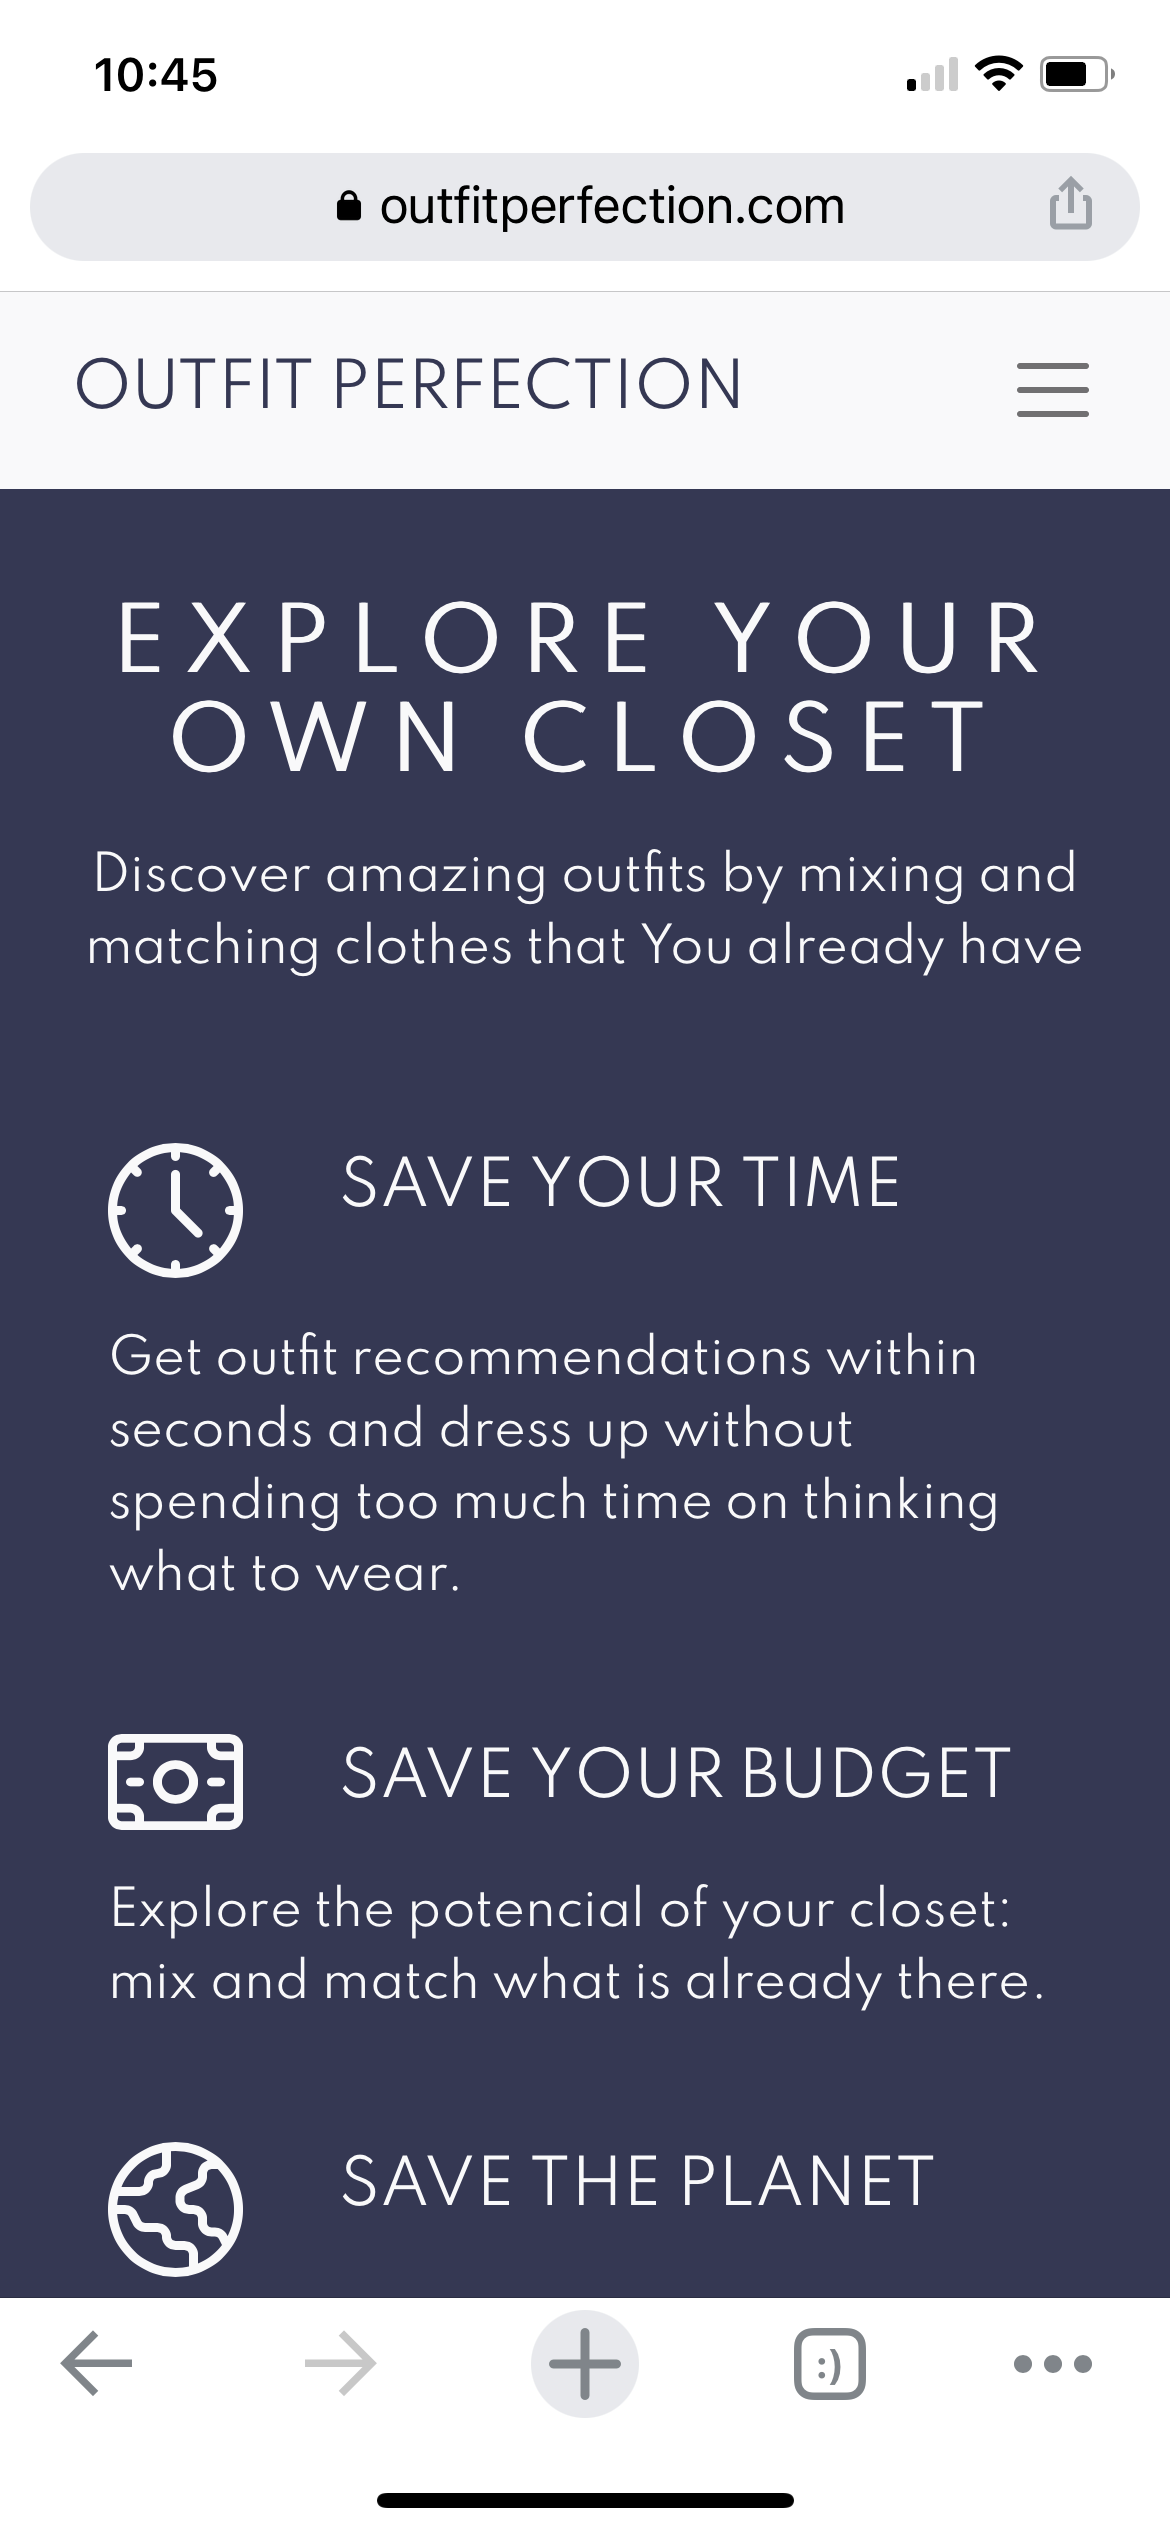 10:45
outfitperfection.com
OUTFIT PERFECTION
EXPLORE YOUR
OWN CLOSET
Discover amazing outfits by mixing and
matching clothes that You already have
SAVE YOUR TIME
Get outfit recommendations within
seconds and dress up without
spending too much time on thinking
what to wear.
SAVE YOUR BUDGET
Explore the potencial of your closet:
mix and match what is already there.
SAVE THE PLANET
:)